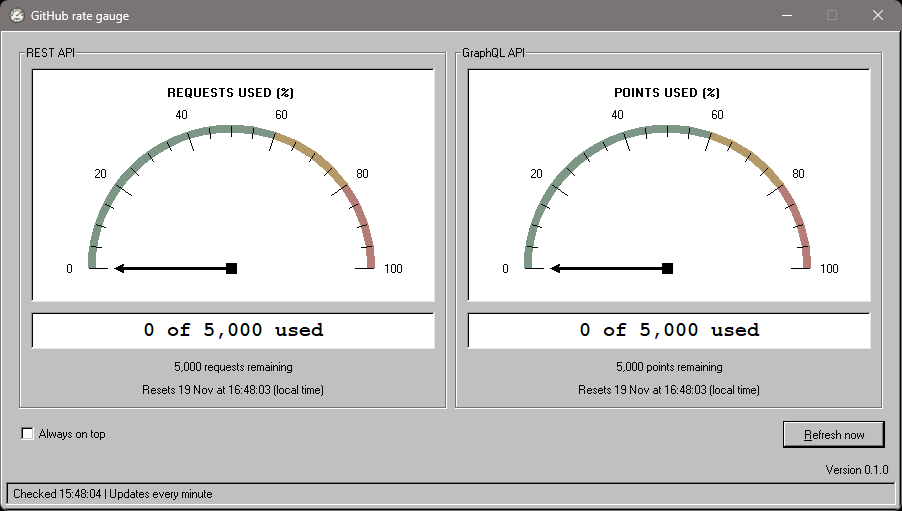 GitHub rate gauge
REST API
REQUESTS USED (%)
0
20
40
60
80
100
0 of 5,000 used
5,000 requests remaining
Resets 19 Nov at 16:48:03 (local time)
GraphQL API
POINTS USED (%)
0
20
40
60
80
100
0 of 5,000 used
5,000 points remaining
Resets 19 Nov at 16:48:03 (local time)
Always on top
Refresh now
Version 0.1.0
Checked 15:48:04 | Updates every minute